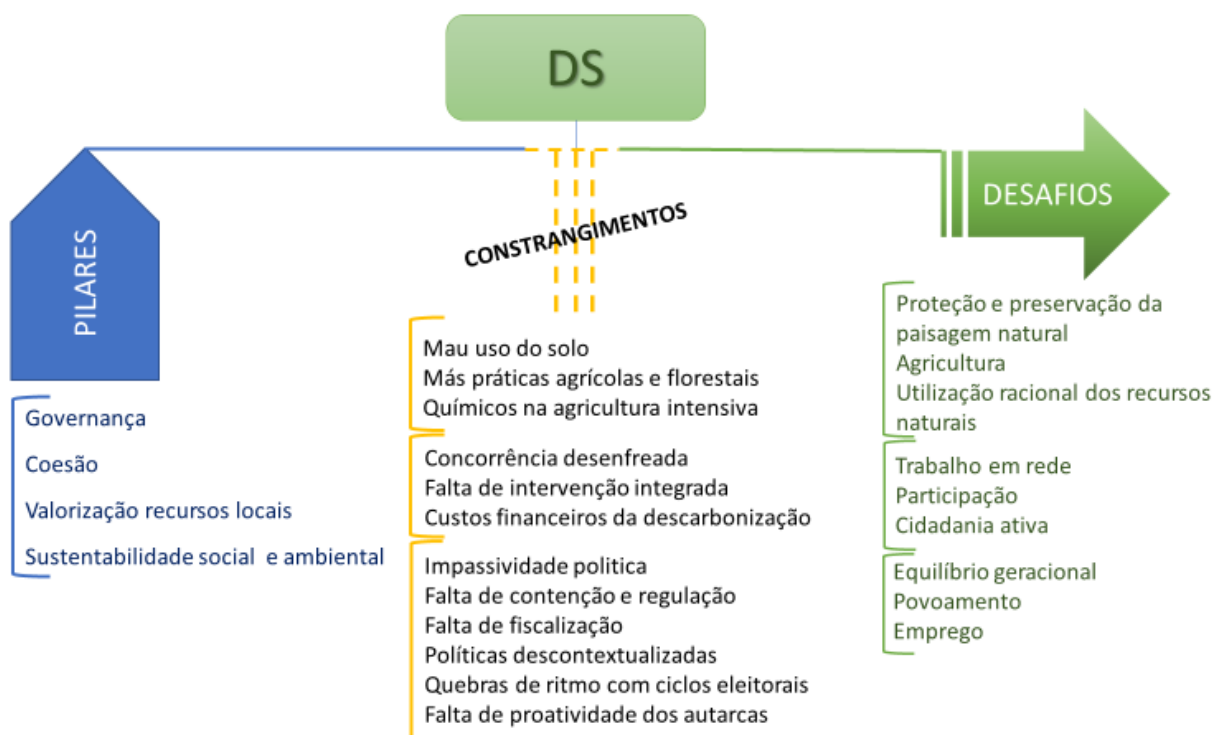 DS
PILARES
Governança
Coesão
Valorização recursos locais
Sustentabilidade social e ambiental
CONSTRANGIMENTOS
Mau uso do solo
Más práticas agrícolas e florestais
Químicos na agricultura intensiva
Concorrência desenfreada
Falta de intervenção integrada
Custos financeiros da descarbonização
Impassividade politica
Falta de contenção e regulação
Falta de fiscalização
Políticas descontextualizadas
Quebras de ritmo com ciclos eleitorais
Falta de proatividade dos autarcas
DESAFIOS
Proteção e preservação da
paisagem natural
Agricultura
Utilização racional dos recursos
naturais
Trabalho em rede
Participação
Cidadania ativa
Equilíbrio geracional
Povoamento
Emprego